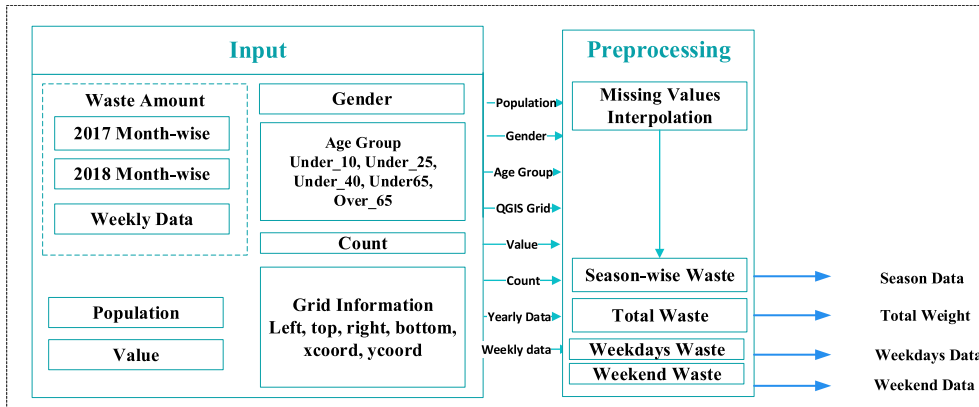 Input
Waste Amount
2017 Month-wise
2018 Month-wise
Weekly Data
Population
Value
Gender
Age Group
Under_10, Under_25,
Under_40, Under65,
Over_65
Count
Grid Information
Left, top, right, bottom,
xcoord, ycoord
Population
Gender
Age Group
QGIS Grid
Value
Count
Yearly Data
Weekly data
Preprocessing
Missing Values
Interpolation
Season-wise Waste
Total Waste
Weekdays Waste
Weekend Waste
Season Data
Total Weight
Weekdays Data
Weekend Data